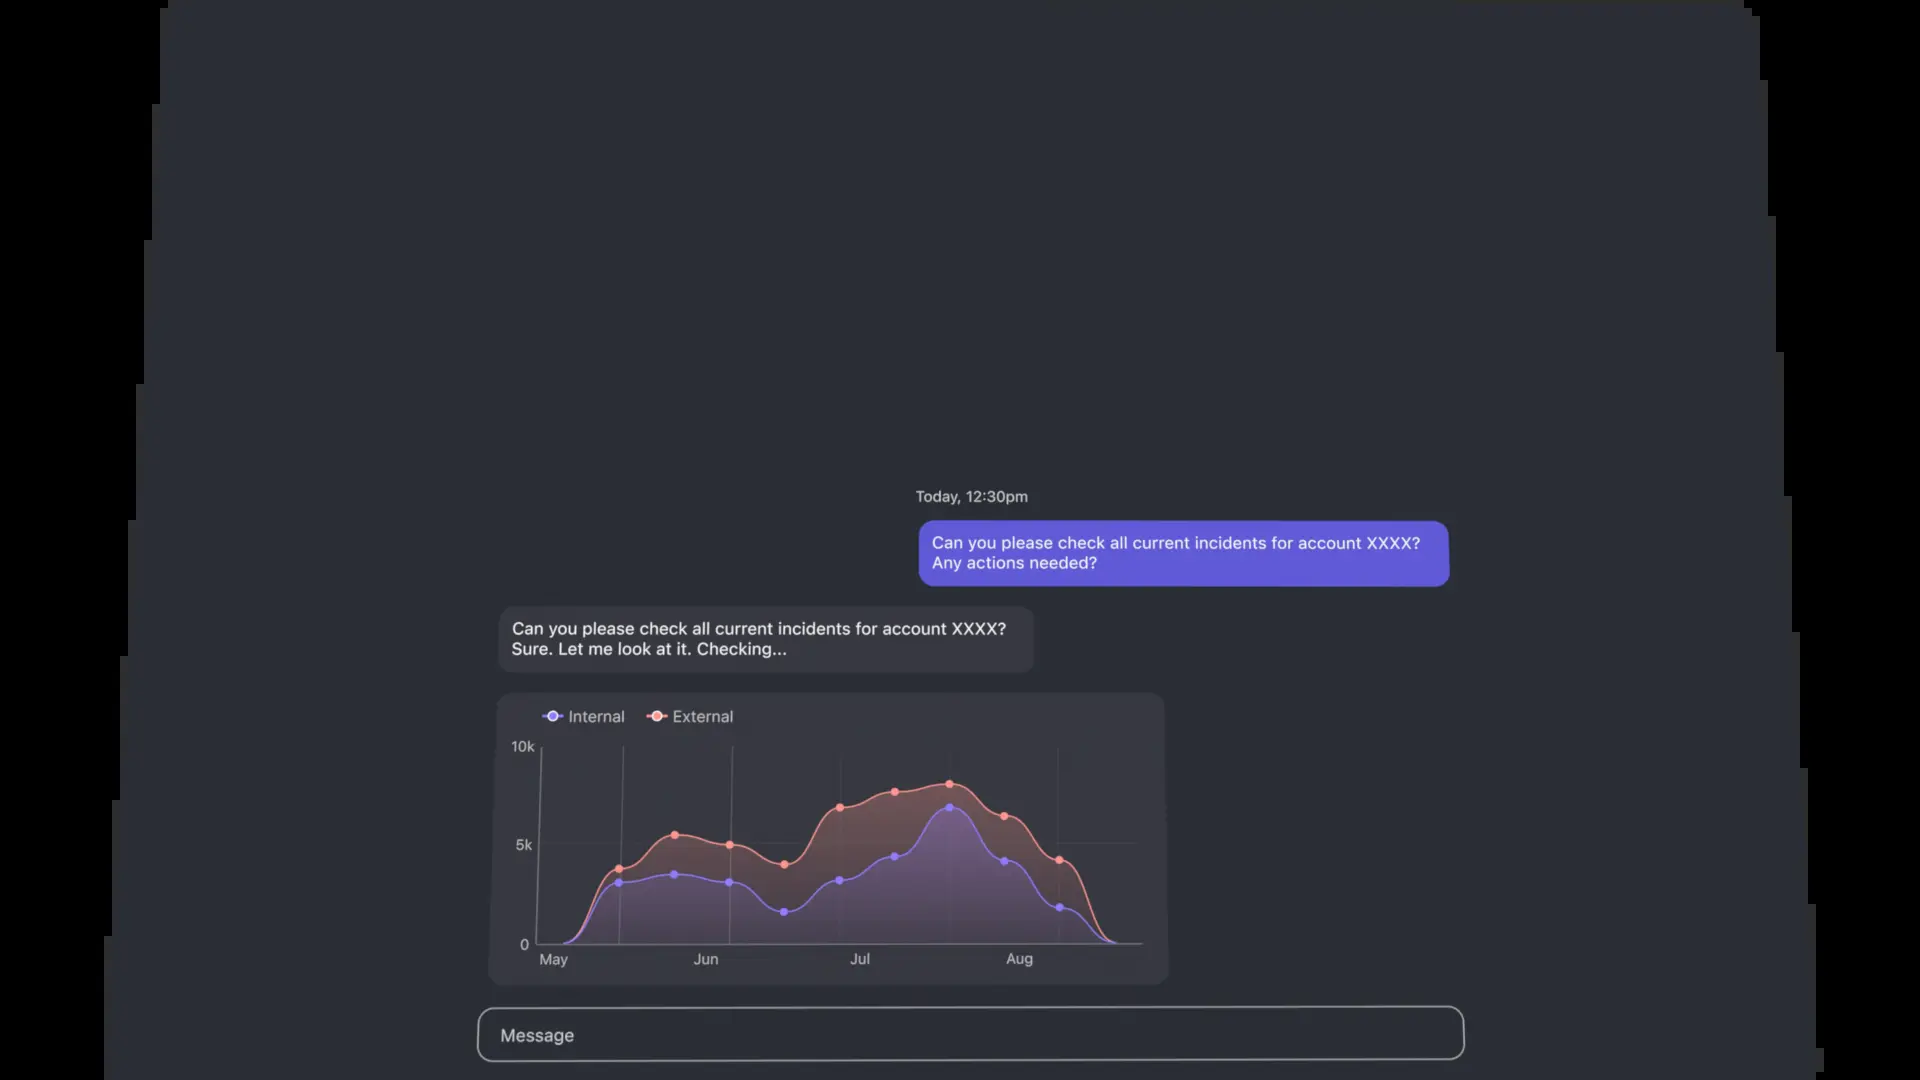 Today, 12:30pm
Can you please check all current incidents for account XXXX?
Any actions needed?
Can you please check all current incidents for account XXXX?
Sure. Let me look at it. Checking...
Internal
External
10k
5k
0
May
Jun
Jul
Aug
Message